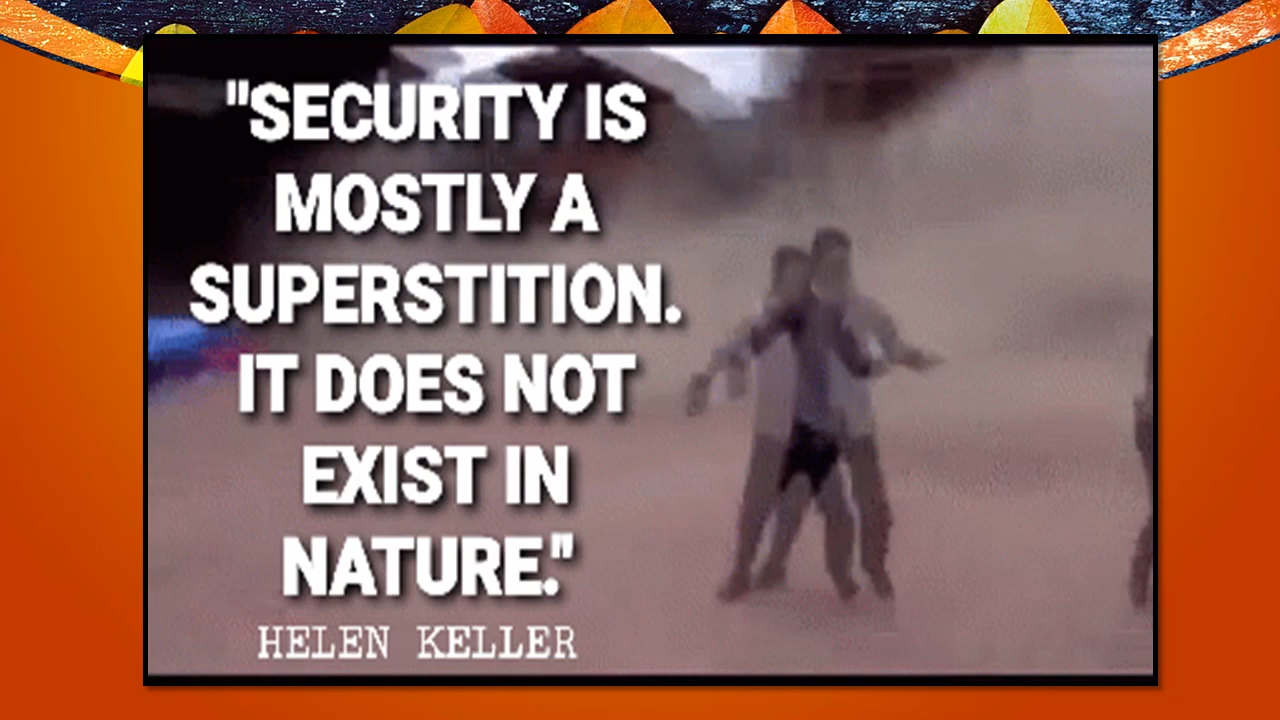 "SECURITY IS
MOSTLY A
SUPERSTITION.
IT DOES NOT
EXIST IN
NATURE."
HELEN KELLER